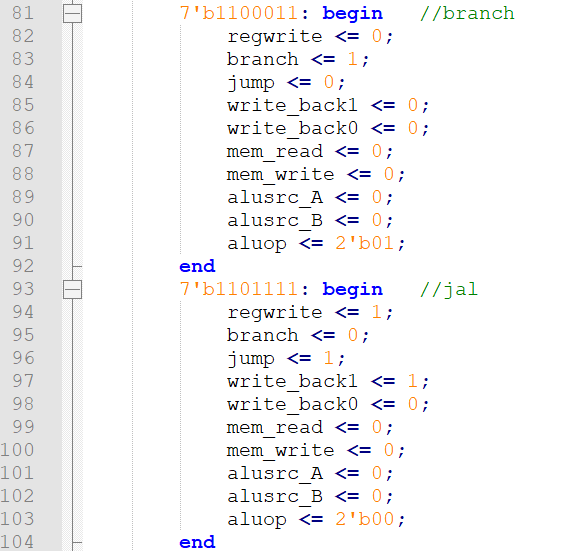 81 7'b1100011: begin //branch
82 regwrite <= 0;
83 branch <= 1;
84 jump <= 0;
85 write_back1 <= 0;
86 write_back0 <= 0;
87 mem_read <= 0;
88 mem_write <= 0;
89 alusrc_A <= 0;
90 alusrc_B <= 0;
91 aluop <= 2'b01;
92 end
93 7'b1101111: begin //jal
94 regwrite <= 1;
95 branch <= 0;
96 jump <= 1;
97 write_back1 <= 1;
98 write_back0 <= 0;
99 mem_read <= 0;
100 mem_write <= 0;
101 alusrc_A <= 0;
102 alusrc_B <= 0;
103 aluop <= 2'b00;
104 end